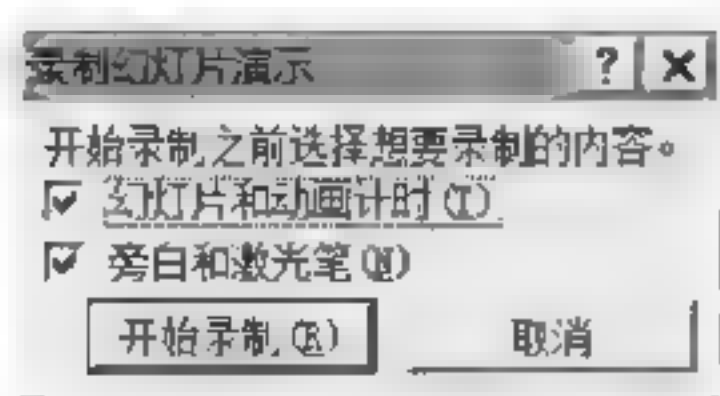 录制幻灯片演示
开始录制之前选择想要录制的内容。
幻灯片和动画计时(T)
旁白和激光笔(N)
开始录制(R) 取消